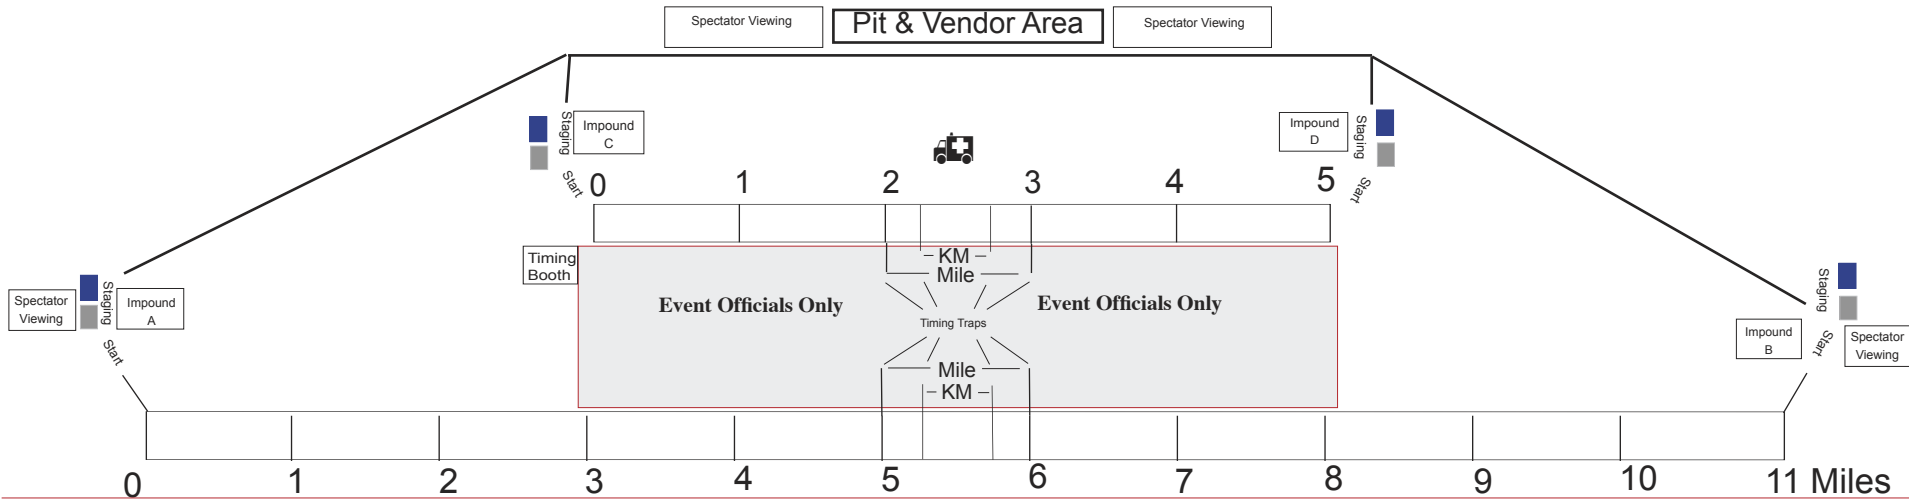 Spectator Viewing
Pit & Vendor Area
Spectator Viewing
Staging
Impound
C
Start
Impound
D
Staging
Start
0 1 2 3 4 5
Timing
Booth
KM
Mile
Event Officials Only
Event Officials Only
Timing Traps
Mile
KM
Spectator
Viewing
Staging
Impound
A
Start
Staging
Impound
B
Start
Spectator
Viewing
0 1 2 3 4 5 6 7 8 9 10 11 Miles